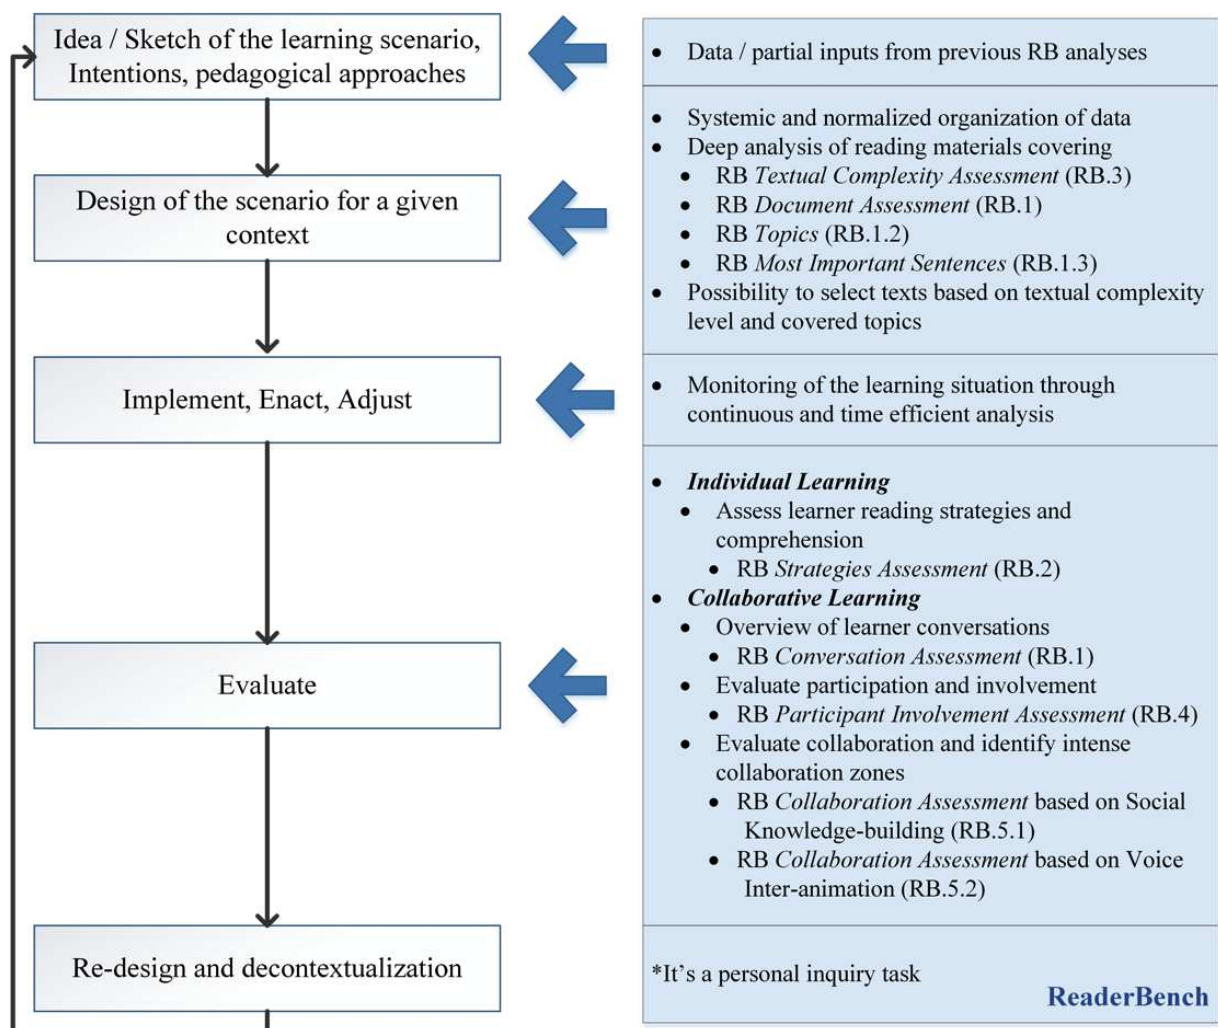 Idea / Sketch of the learning scenario,
Intentions, pedagogical approaches
• Data / partial inputs from previous RB analyses
Design of the scenario for a given
context
• Systemic and normalized organization of data
• Deep analysis of reading materials covering
• RB Textual Complexity Assessment (RB.3)
• RB Document Assessment (RB.1)
• RB Topics (RB.1.2)
• RB Most Important Sentences (RB.1.3)
• Possibility to select texts based on textual complexity
level and covered topics
Implement, Enact, Adjust
• Monitoring of the learning situation through
continuous and time efficient analysis
Evaluate
• Individual Learning
• Assess learner reading strategies and
comprehension
• RB Strategies Assessment (RB.2)
• Collaborative Learning
• Overview of learner conversations
• RB Conversation Assessment (RB.1)
• Evaluate participation and involvement
• RB Participant Involvement Assessment (RB.4)
• Evaluate collaboration and identify intense
collaboration zones
• RB Collaboration Assessment based on Social
Knowledge-building (RB.5.1)
• RB Collaboration Assessment based on Voice
Inter-animation (RB.5.2)
Re-design and decontextualization
*It's a personal inquiry task
ReaderBench